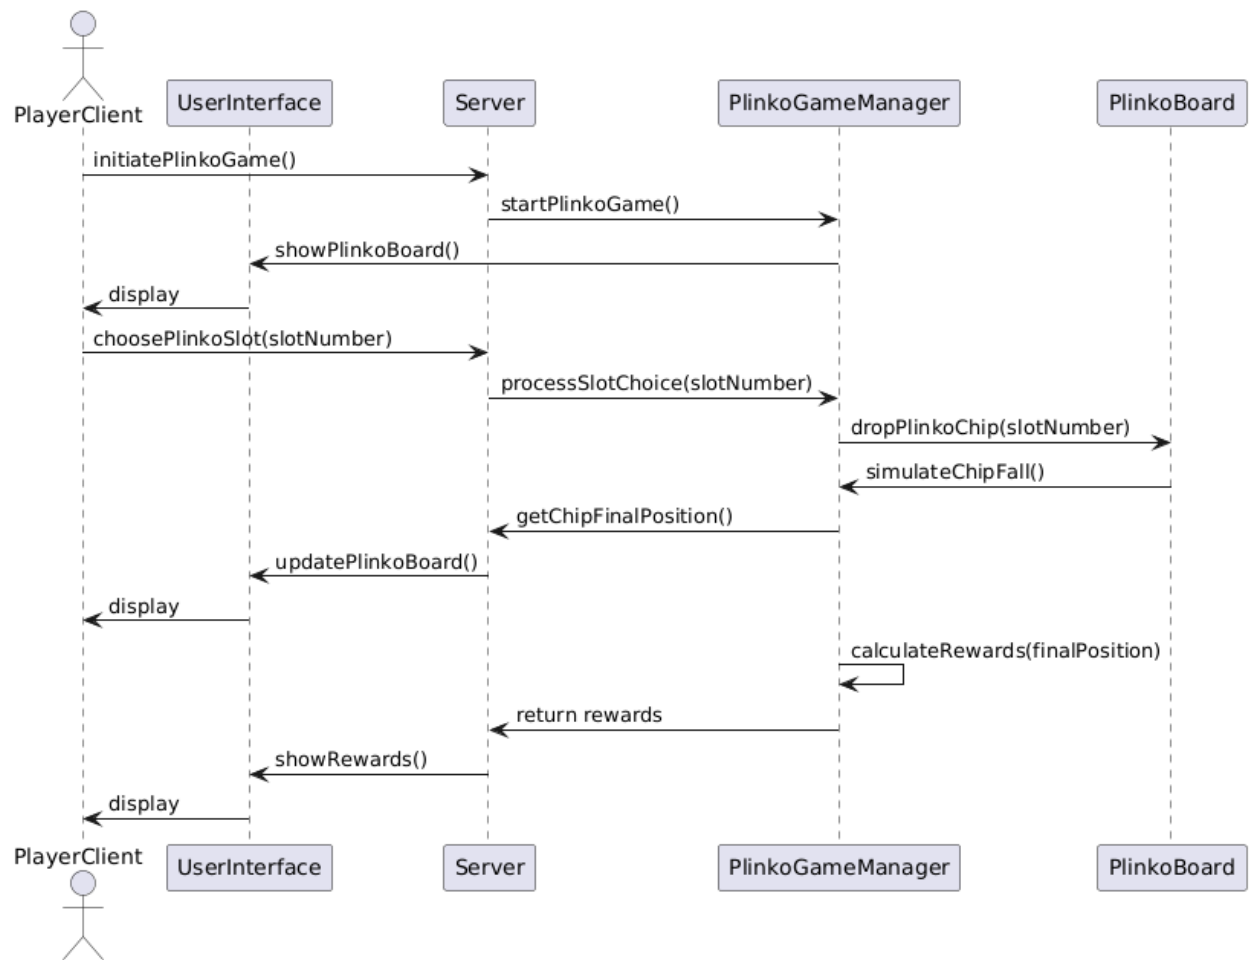 PlayerClient
UserInterface
Server
PlinkoGameManager
PlinkoBoard
initiatePlinkoGame()
startPlinkoGame()
showPlinkoBoard()
display
choosePlinkoSlot(slotNumber)
processSlotChoice(slotNumber)
dropPlinkoChip(slotNumber)
simulateChipFall()
getChipFinalPosition()
updatePlinkoBoard()
display
calculateRewards(finalPosition)
return rewards
showRewards()
display
PlayerClient
UserInterface
Server
PlinkoGameManager
PlinkoBoard